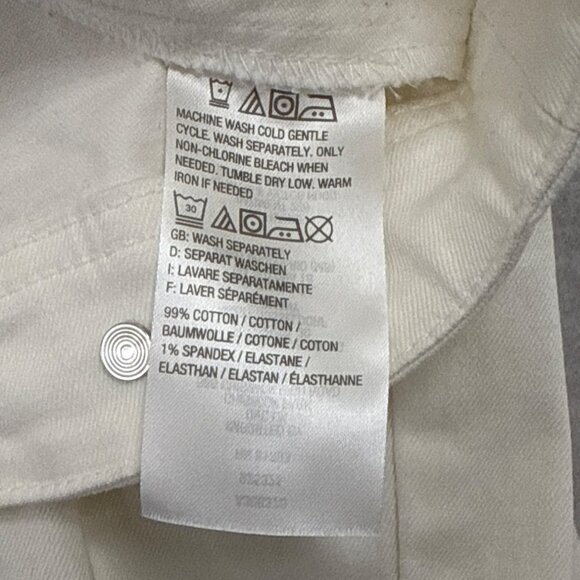 MACHINE WASH COLD GENTLE
CYCLE. WASH SEPARATELY. ONLY
NON-CHLORINE BLEACH WHEN
NEEDED. TUMBLE DRY LOW. WARM
IRON IF NEEDED
30
GB: WASH SEPARATELY
D: SEPARAT WASCHEN
I: LAVARE SEPARATAMENTE
F: LAVER SÉPARÉMENT
99% COTTON / COTTON /
BAUMWOLLE / COTONE / COTON
1% SPANDEX / ELASTANE /
ELASTHAN / ELASTAN / ÉLASTHANNE